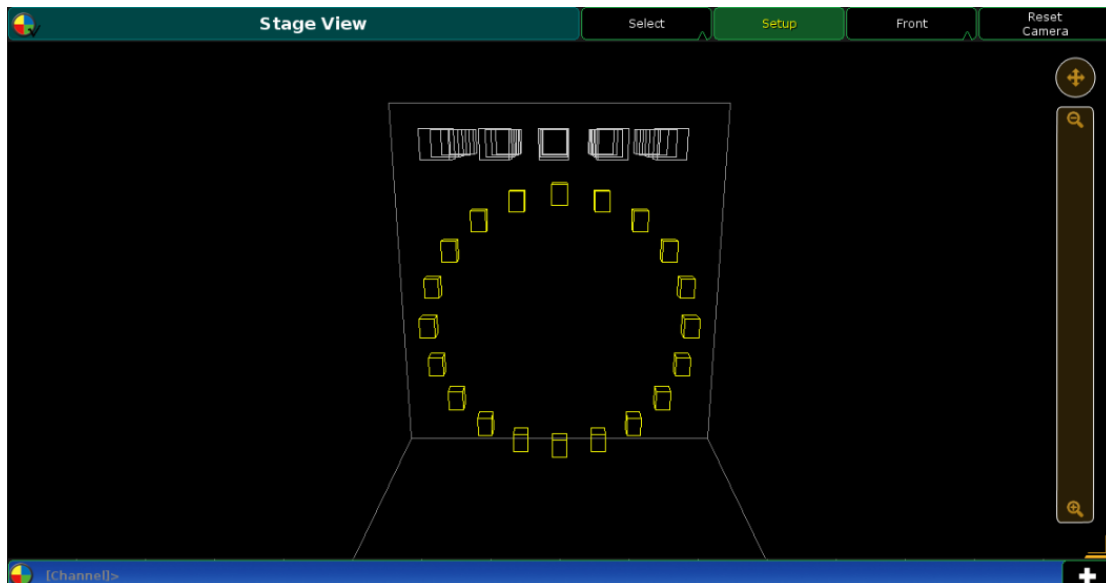 Stage View
Select
Setup
Front
Reset
Camera
[Channel]>